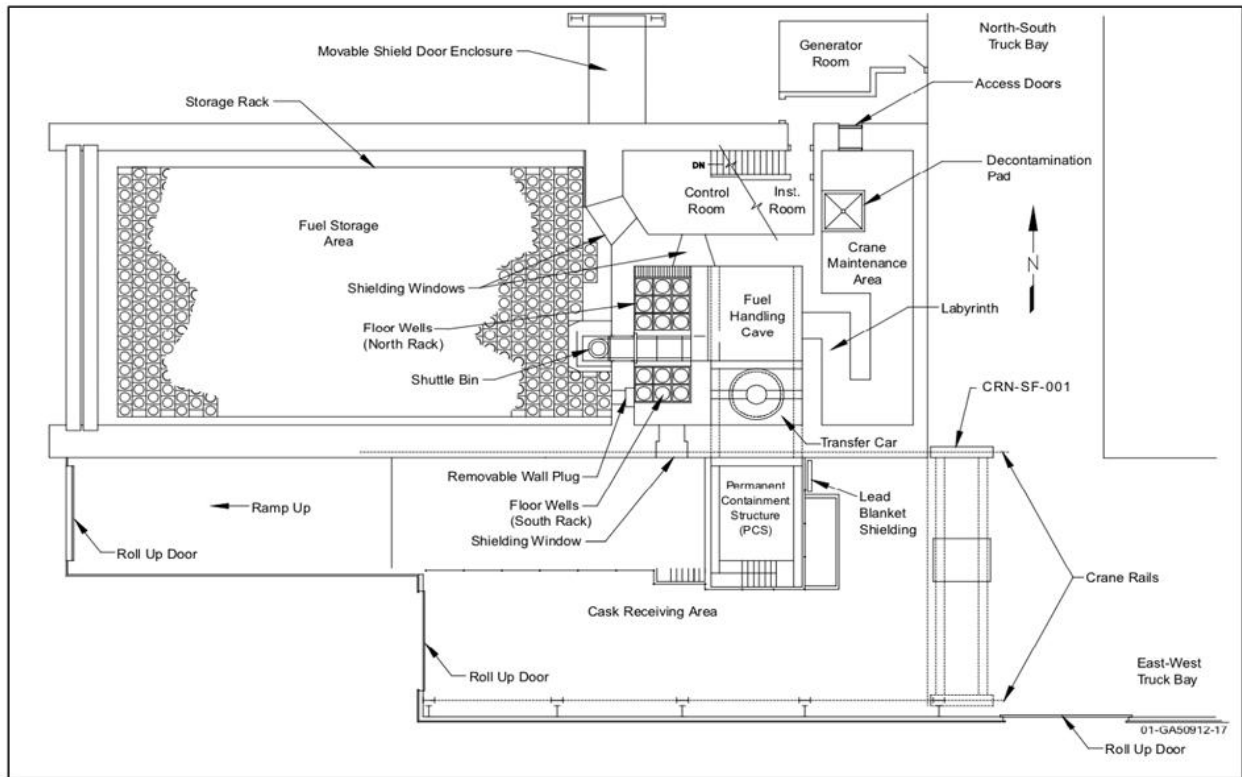 North-South
Truck Bay
Movable Shield Door Enclosure
Generator
Room
Access Doors
Storage Rack
Decontamination
Pad
DN
Control
Room
Inst.
Room
Fuel Storage
Area
Crane
Maintenance
Area
N
Shielding Windows
Fuel
Handling
Cave
Labyrinth
Floor Wells
(North Rack)
Shuttle Bin
CRN-SF-001
Transfer Car
Removable Wall Plug
Permanent
Containment
Structure
(PCS)
Lead
Blanket
Shielding
Ramp Up
Floor Wells
(South Rack)
Shielding Window
Roll Up Door
Crane Rails
Cask Receiving Area
Roll Up Door
East-West
Truck Bay
01-GA50912-17
Roll Up Door